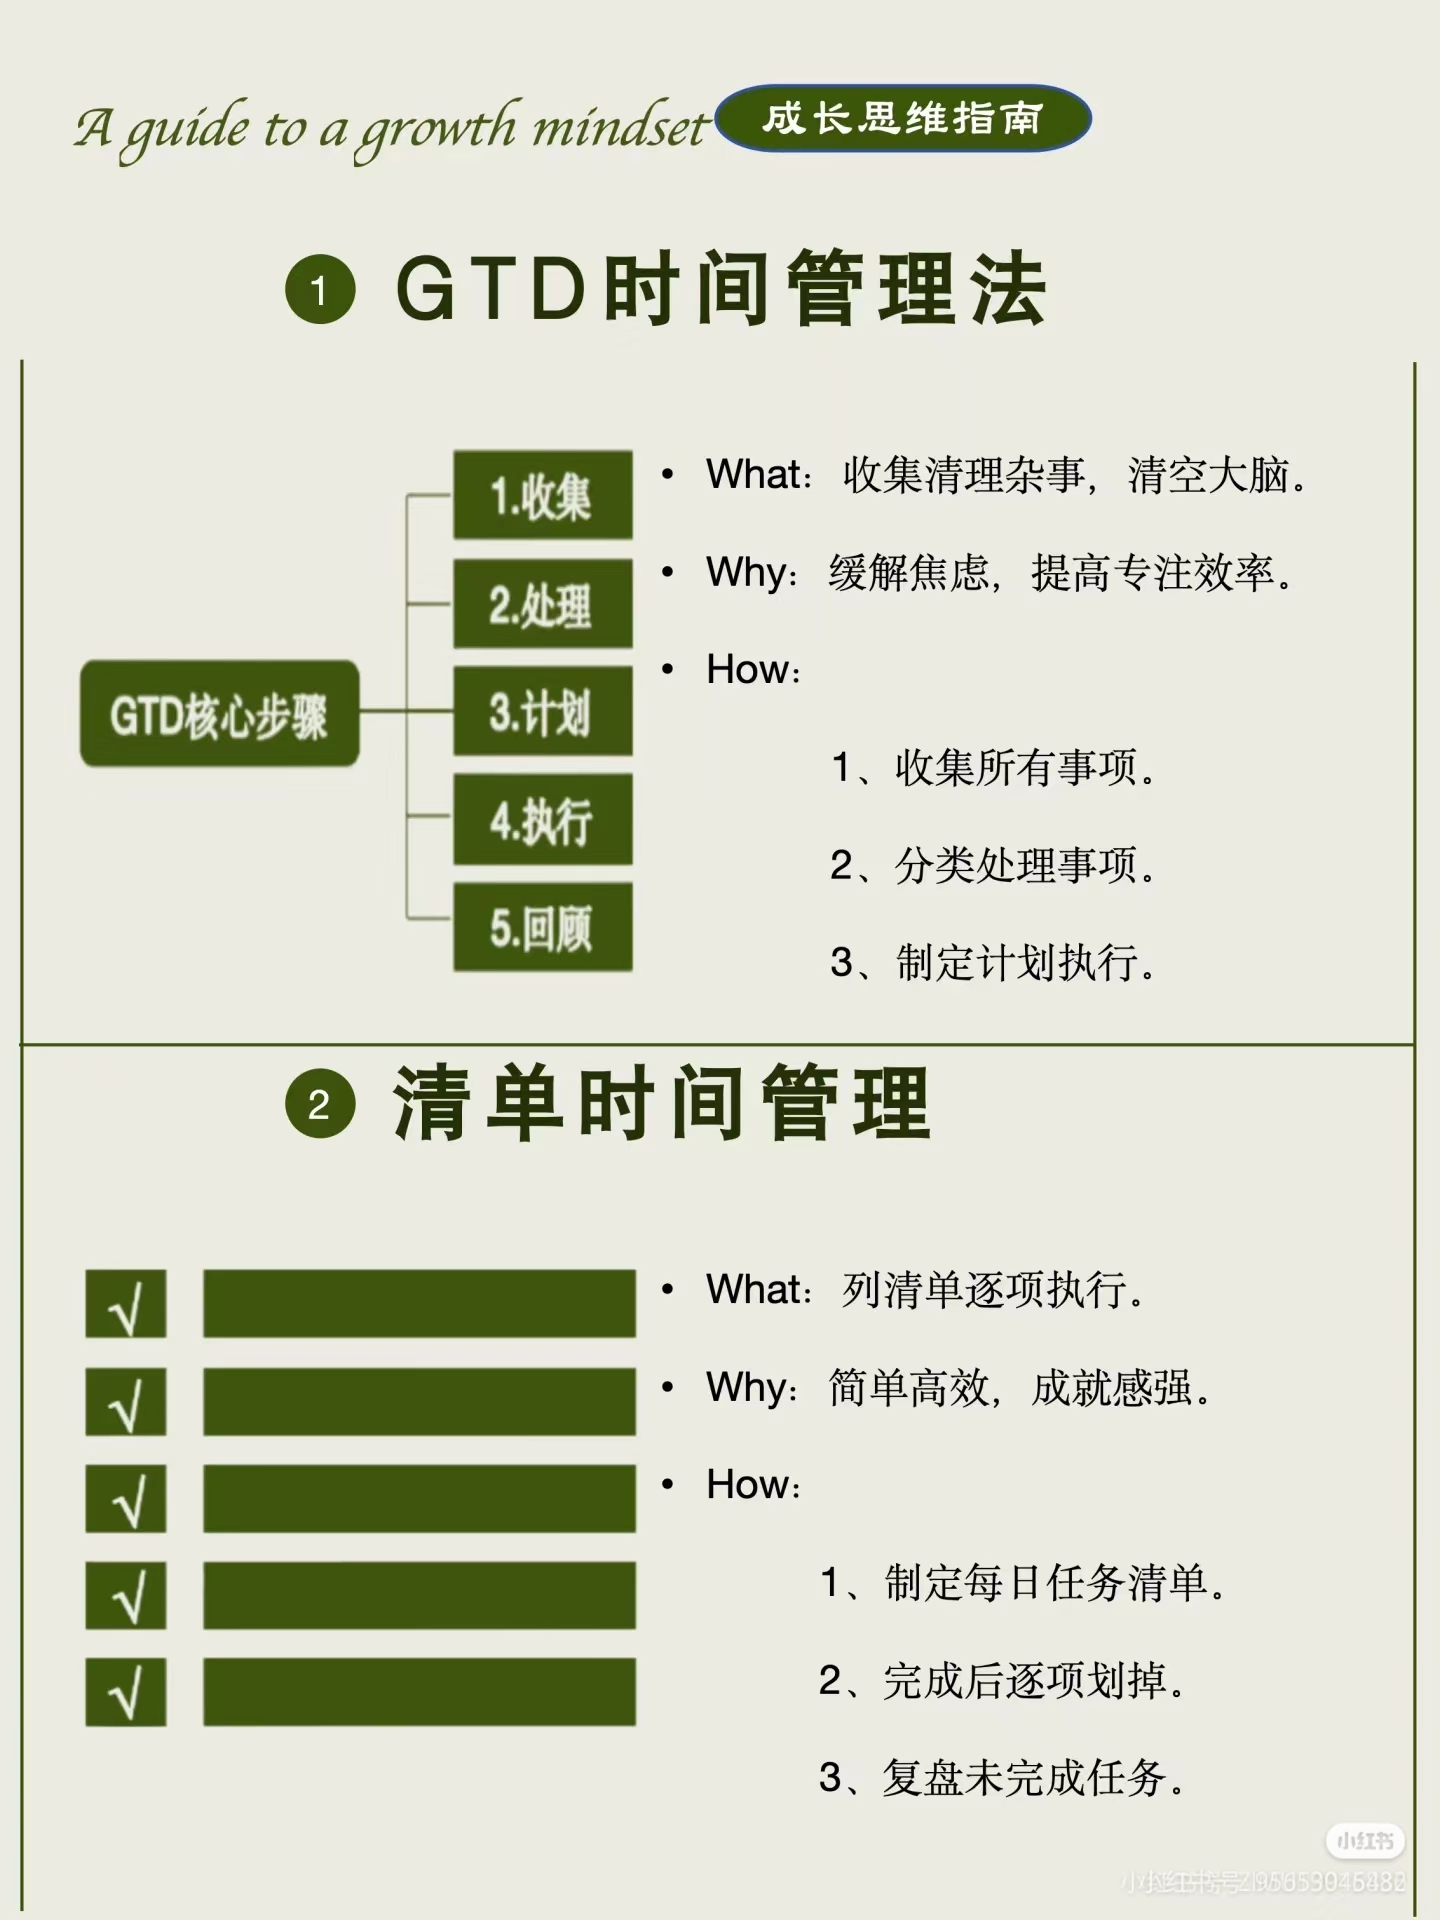 A guide to a growth mindset 成长思维指南
1 GTD时间管理法
GTD核心步骤
1.收集
2.处理
3.计划
4.执行
5.回顾
• What：收集清理杂事，清空大脑。
• Why：缓解焦虑，提高专注效率。
• How：
1、收集所有事项。
2、分类处理事项。
3、制定计划执行。
2 清单时间管理
√
√
√
√
√
• What：列清单逐项执行。
• Why：简单高效，成就感强。
• How：
1、制定每日任务清单。
2、完成后逐项划掉。
3、复盘未完成任务。
小红书